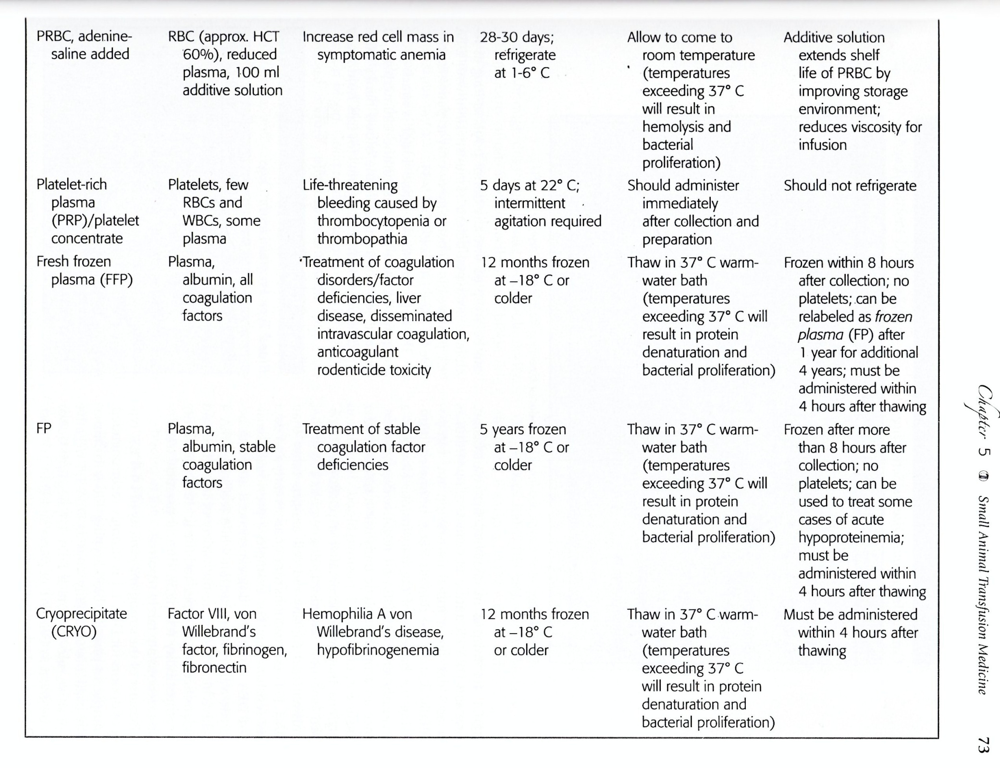 PRBC, adenine-
saline added
RBC (approx. HCT
60%), reduced
plasma, 100 ml
additive solution
Increase red cell mass in
symptomatic anemia
28-30 days;
refrigerate
at 1-6° C
Allow to come to
room temperature
(temperatures
exceeding 37° C
will result in
hemolysis and
bacterial
proliferation)
Additive solution
extends shelf
life of PRBC by
improving storage
environment;
reduces viscosity for
infusion
Platelet-rich
plasma
(PRP)/platelet
concentrate
Platelets, few
RBCs and
WBCs, some
plasma
Life-threatening
bleeding caused by
thrombocytopenia or
thrombopathia
5 days at 22° C;
intermittent
agitation required
Should administer
immediately
after collection and
preparation
Should not refrigerate
Fresh frozen
plasma (FFP)
Plasma,
albumin, all
coagulation
factors
Treatment of coagulation
disorders/factor
deficiencies, liver
disease, disseminated
intravascular coagulation,
anticoagulant
rodenticide toxicity
12 months frozen
at –18° C or
colder
Thaw in 37° C warm-
water bath
(temperatures
exceeding 37° C will
result in protein
denaturation and
bacterial proliferation)
Frozen within 8 hours
after collection; no
platelets; can be
relabeled as frozen
plasma (FP) after
1 year for additional
4 years; must be
administered within
4 hours after thawing
FP
Plasma,
albumin, stable
coagulation
factors
Treatment of stable
coagulation factor
deficiencies
5 years frozen
at –18° C or
colder
Thaw in 37° C warm-
water bath
(temperatures
exceeding 37° C will
result in protein
denaturation and
bacterial proliferation)
Frozen after more
than 8 hours after
collection; no
platelets; can be
used to treat some
cases of acute
hypoproteinemia;
must be
administered within
4 hours after thawing
Cryoprecipitate
(CRYO)
Factor VIII, von
Willebrand's
factor, fibrinogen,
fibronectin
Hemophilia A von
Willebrand's disease,
hypofibrinogenemia
12 months frozen
at –18° C
or colder
Thaw in 37° C warm-
water bath
(temperatures
exceeding 37° C
will result in protein
denaturation and
bacterial proliferation)
Must be administered
within 4 hours after
thawing
Chapter 5 Small Animal Transfusion Medicine 73